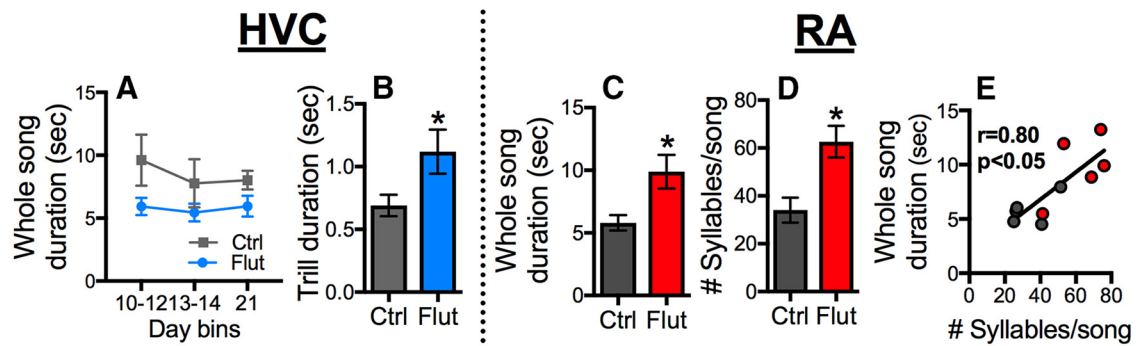 HVC
RA
A
Whole song
duration (sec)
15
10
5
0
10-12
13-14
21
Day bins
Ctrl
Flut
B
Trill duration (sec)
1.5
1.0
0.5
0.0
*
Ctrl
Flut
C
Whole song
duration (sec)
15
10
5
0
*
Ctrl
Flut
D
# Syllables/song
80
60
40
20
0
*
Ctrl
Flut
E
Whole song
duration (sec)
15
10
5
0
r=0.80
p<0.05
0
20
40
60
80
# Syllables/song